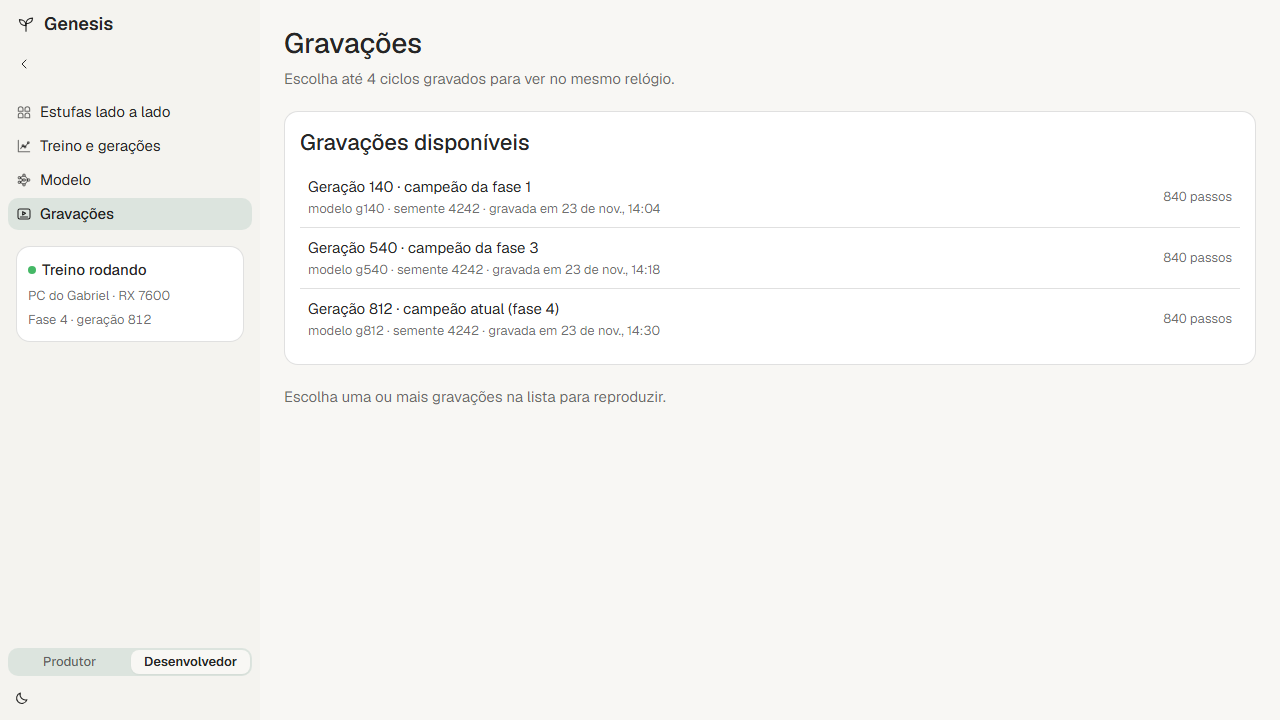 Genesis
Estufas lado a lado
Treino e gerações
Modelo
Gravações
Treino rodando
PC do Gabriel · RX 7600
Fase 4 · geração 812
Produtor
Desenvolvedor
Gravações
Escolha até 4 ciclos gravados para ver no mesmo relógio.
Gravações disponíveis
Geração 140 · campeão da fase 1
modelo g140 · semente 4242 · gravada em 23 de nov., 14:04
840 passos
Geração 540 · campeão da fase 3
modelo g540 · semente 4242 · gravada em 23 de nov., 14:18
840 passos
Geração 812 · campeão atual (fase 4)
modelo g812 · semente 4242 · gravada em 23 de nov., 14:30
840 passos
Escolha uma ou mais gravações na lista para reproduzir.